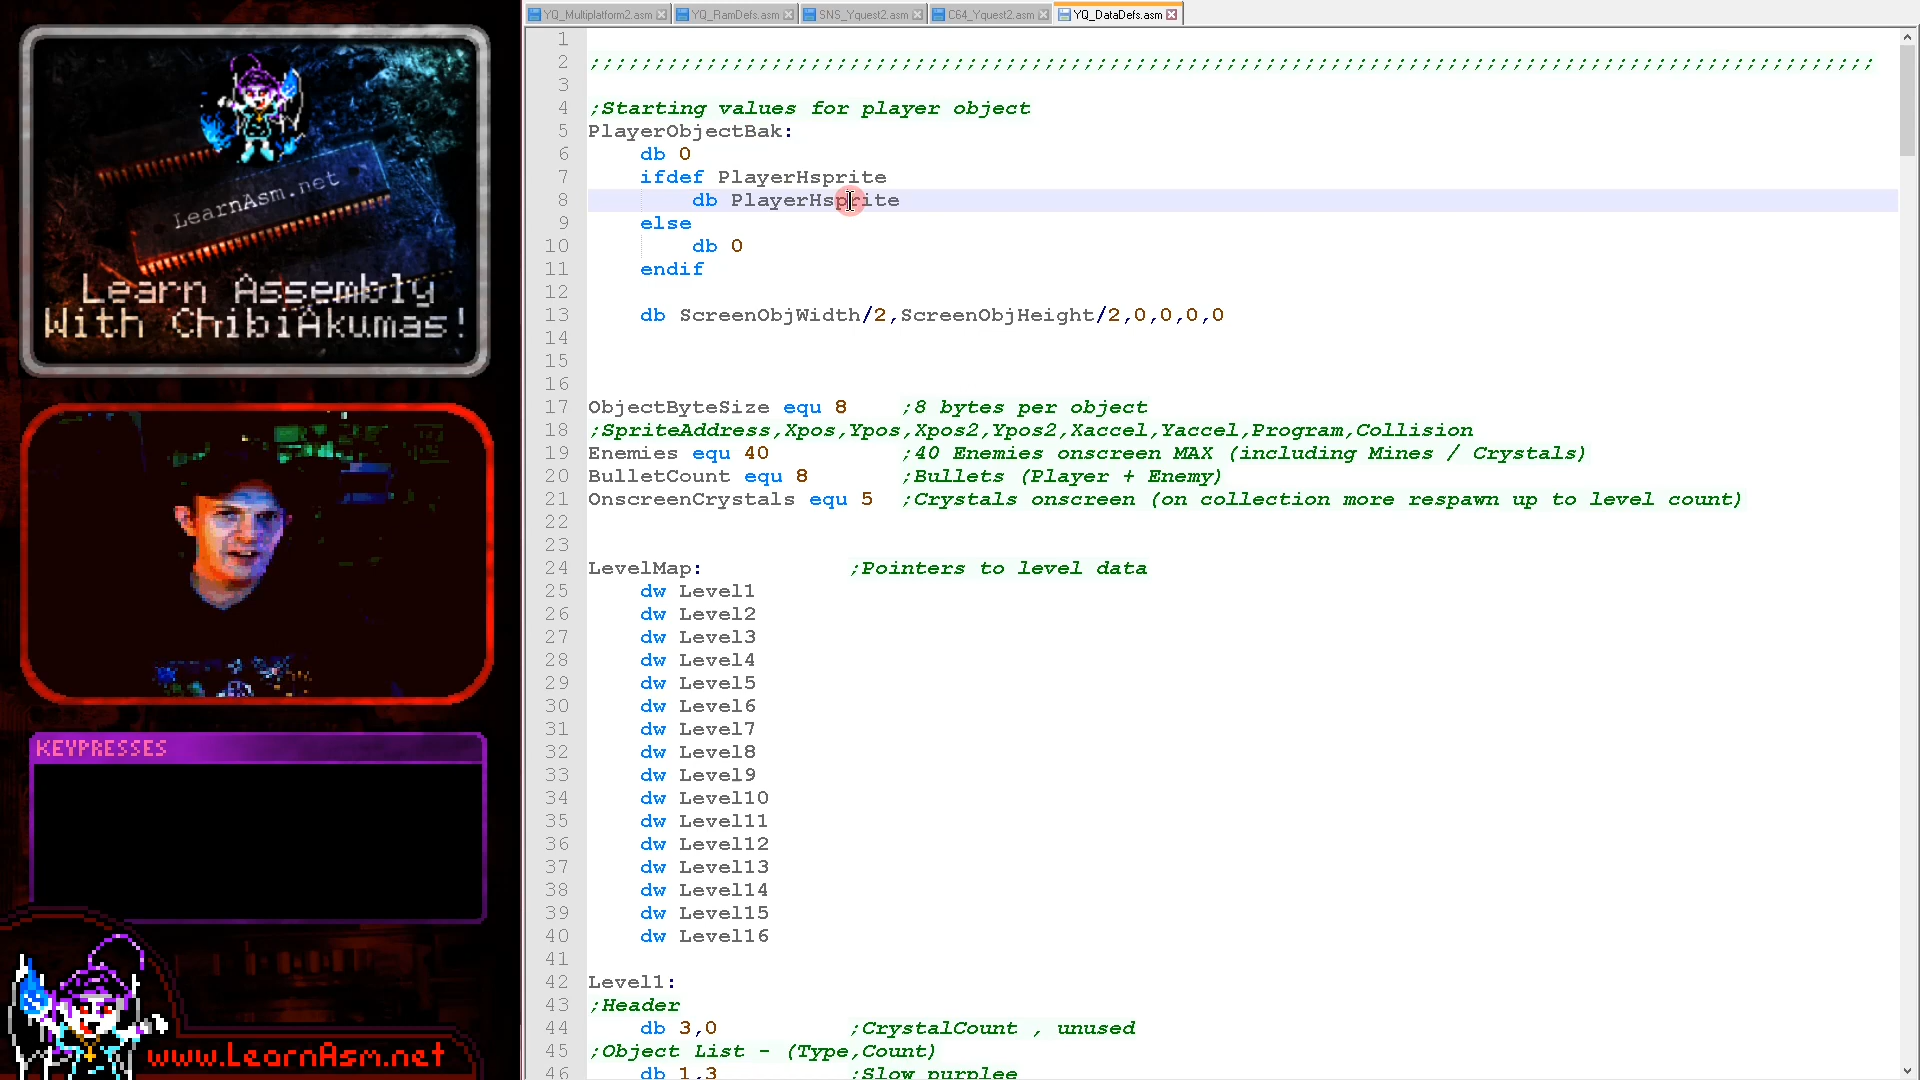 YQ_Multiplatform2.asm
YQ_RamDefs.asm
SNS_Yquest2.asm
C64_Yquest2.asm
YQ_DataDefs.asm
LearnAsm.net
Learn Assembly
With ChibiAkumas!
KEYPRESSES
www.LearnAsm.net
1
2 ;;;;;;;;;;;;;;;;;;;;;;;;;;;;;;;;;;;;;;;;;;;;;;;;;;;;;;;;;;;;;;;;;;;;;;;;;;;;;;;;;;;;;;;;;;;;;;;;;;;
3
4 ;Starting values for player object
5 PlayerObjectBak:
6 db 0
7 ifdef PlayerHsprite
8 db PlayerHsprite
9 else
10 db 0
11 endif
12
13 db ScreenObjWidth/2,ScreenObjHeight/2,0,0,0,0
14
15
16
17 ObjectByteSize equ 8 ;8 bytes per object
18 ;SpriteAddress,Xpos,Ypos,Xpos2,Ypos2,Xaccel,Yaccel,Program,Collision
19 Enemies equ 40 ;40 Enemies onscreen MAX (including Mines / Crystals)
20 BulletCount equ 8 ;Bullets (Player + Enemy)
21 OnscreenCrystals equ 5 ;Crystals onscreen (on collection more respawn up to level count)
22
23
24 LevelMap: ;Pointers to level data
25 dw Level1
26 dw Level2
27 dw Level3
28 dw Level4
29 dw Level5
30 dw Level6
31 dw Level7
32 dw Level8
33 dw Level9
34 dw Level10
35 dw Level11
36 dw Level12
37 dw Level13
38 dw Level14
39 dw Level15
40 dw Level16
41
42 Level1:
43 ;Header
44 db 3,0 ;CrystalCount , unused
45 ;Object List - (Type,Count)
46 db 1,3 ;Slow purplee